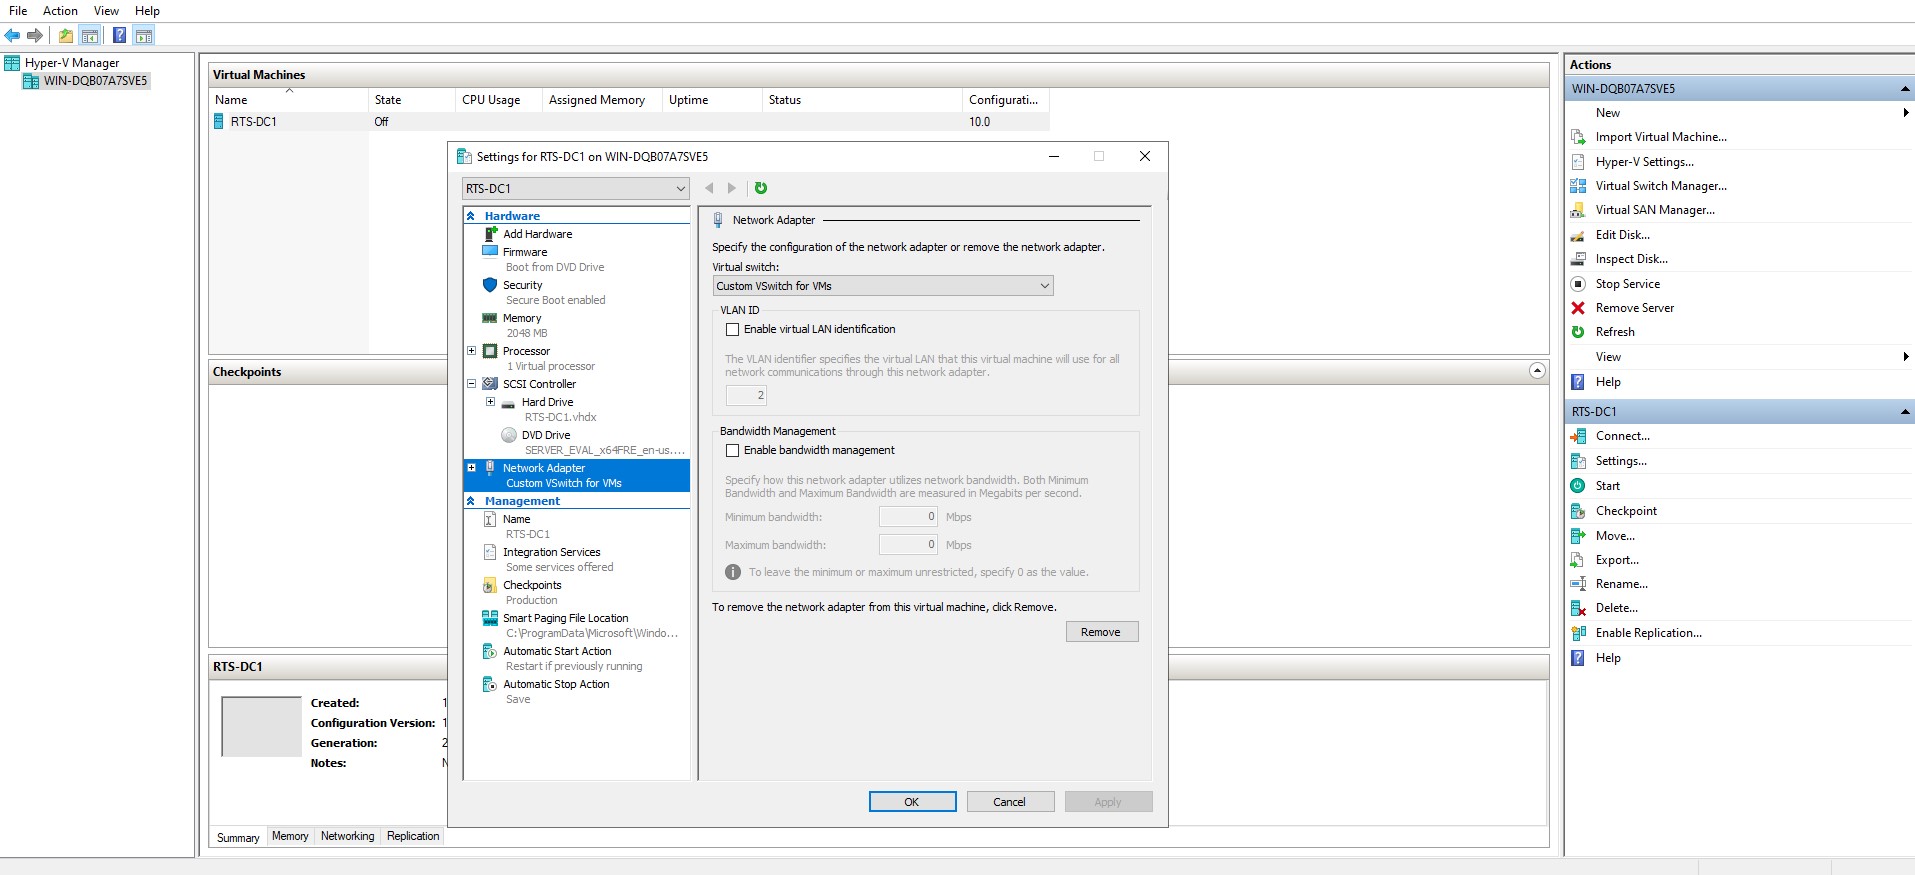 File Action View Help
Hyper-V Manager
WIN-DQB07A7SVE5
Virtual Machines
Name State CPU Usage Assigned Memory Uptime Status Configurati...
RTS-DC1 Off 10.0
Checkpoints
RTS-DC1
Created: 1
Configuration Version: 1
Generation: 2
Notes: N
Summary Memory Networking Replication
Settings for RTS-DC1 on WIN-DQB07A7SVE5
RTS-DC1
Hardware
Add Hardware
Firmware
Boot from DVD Drive
Security
Secure Boot enabled
Memory
2048 MB
Processor
1 Virtual processor
SCSI Controller
Hard Drive
RTS-DC1.vhdx
DVD Drive
SERVER_EVAL_x64FRE_en-us....
Network Adapter
Custom VSwitch for VMs
Management
Name
RTS-DC1
Integration Services
Some services offered
Checkpoints
Production
Smart Paging File Location
C:\ProgramData\Microsoft\Windo...
Automatic Start Action
Restart if previously running
Automatic Stop Action
Save
Network Adapter
Specify the configuration of the network adapter or remove the network adapter.
Virtual switch:
Custom VSwitch for VMs
VLAN ID
Enable virtual LAN identification
The VLAN identifier specifies the virtual LAN that this virtual machine will use for all
network communications through this network adapter.
2
Bandwidth Management
Enable bandwidth management
Specify how this network adapter utilizes network bandwidth. Both Minimum
Bandwidth and Maximum Bandwidth are measured in Megabits per second.
Minimum bandwidth: 0 Mbps
Maximum bandwidth: 0 Mbps
To leave the minimum or maximum unrestricted, specify 0 as the value.
To remove the network adapter from this virtual machine, click Remove.
Remove
OK Cancel Apply
Actions
WIN-DQB07A7SVE5
New
Import Virtual Machine...
Hyper-V Settings...
Virtual Switch Manager...
Virtual SAN Manager...
Edit Disk...
Inspect Disk...
Stop Service
Remove Server
Refresh
View
Help
RTS-DC1
Connect...
Settings...
Start
Checkpoint
Move...
Export...
Rename...
Delete...
Enable Replication...
Help